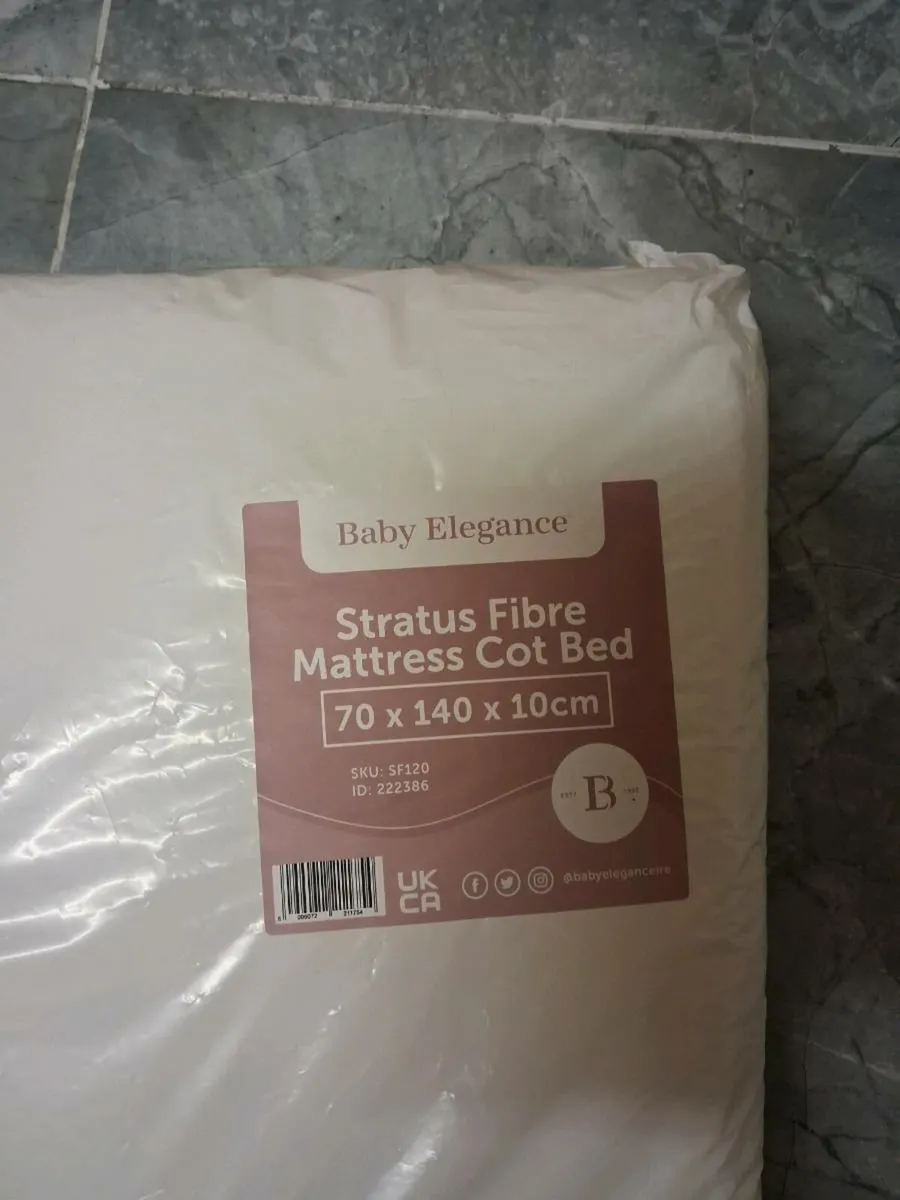 Baby Elegance
Stratus Fibre
Mattress Cot Bed
70 x 140 x 10cm
SKU: SF120
ID: 222386
B
UK
CA
@babyeleganceire